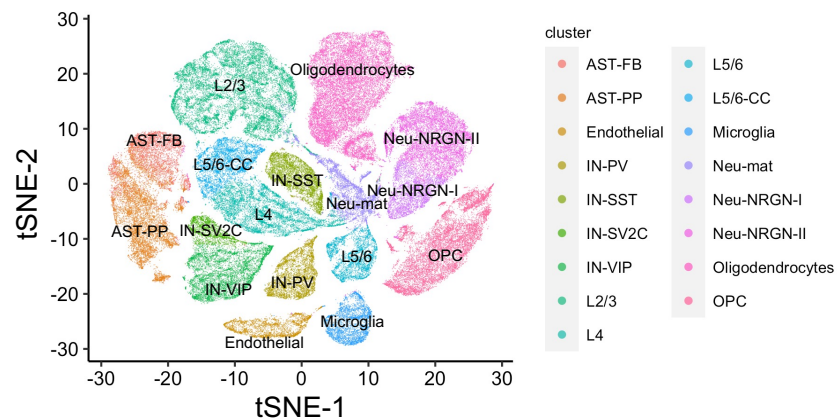 30
20
10
0
-10
-20
-30
tSNE-2
-30
-20
-10
0
10
20
30
tSNE-1
Oligodendrocytes
L2/3
AST-FB
Neu-NRGN-II
L5/6-CC
IN-SST
Neu-NRGN-I
Neu-mat
L4
AST-PP
IN-SV2C
L5/6
OPC
IN-VIP
IN-PV
Microglia
Endothelial
cluster
AST-FB
AST-PP
Endothelial
IN-PV
IN-SST
IN-SV2C
IN-VIP
L2/3
L4
L5/6
L5/6-CC
Microglia
Neu-mat
Neu-NRGN-I
Neu-NRGN-II
Oligodendrocytes
OPC